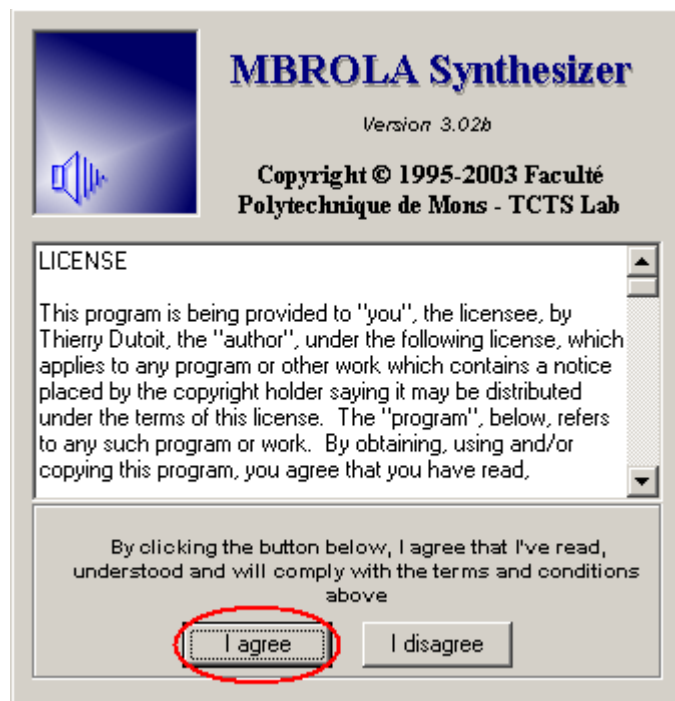 MBROLA Synthesizer
Version 3.02b
Copyright © 1995-2003 Faculté
Polytechnique de Mons - TCTS Lab
LICENSE
This program is being provided to "you", the licensee, by
Thierry Dutoit, the "author", under the following license, which
applies to any program or other work which contains a notice
placed by the copyright holder saying it may be distributed
under the terms of this license.  The "program", below, refers
to any such program or work.  By obtaining, using and/or
copying this program, you agree that you have read,
By clicking the button below, I agree that I've read,
understood and will comply with the terms and conditions
above
I agree
I disagree